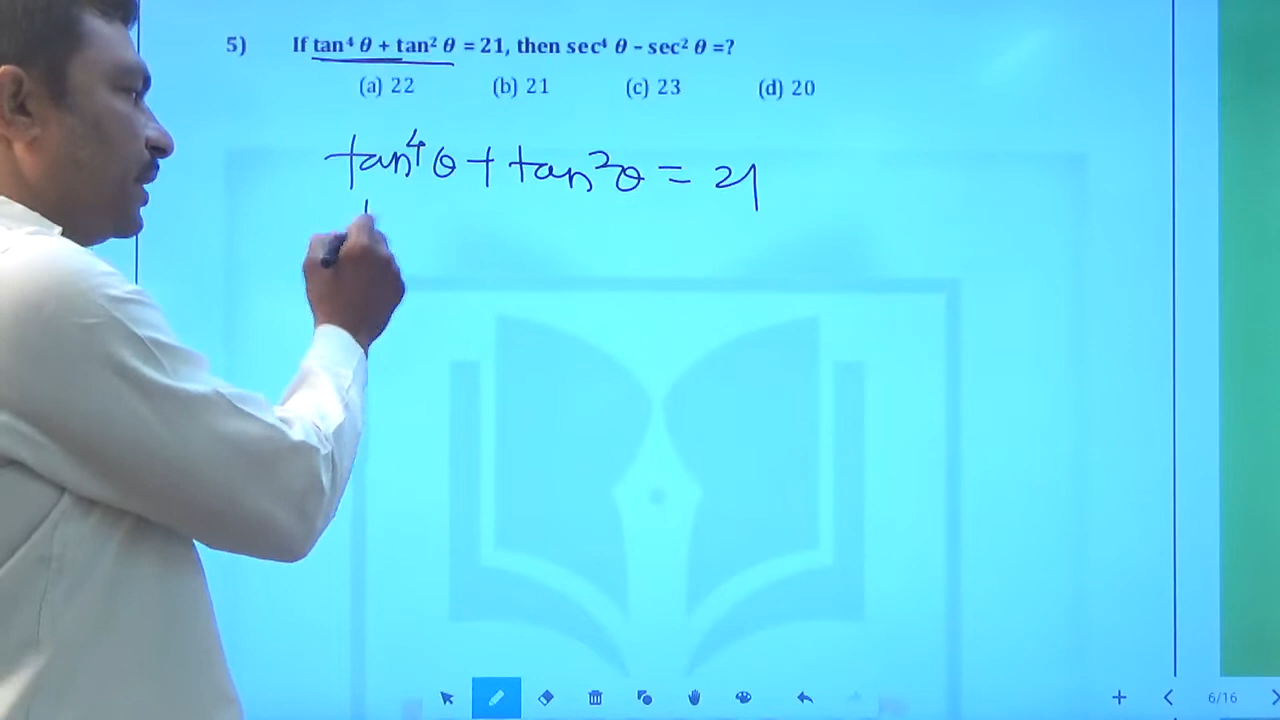 5) If tan⁴ θ + tan² θ = 21, then sec⁴ θ – sec² θ =?
(a) 22 (b) 21 (c) 23 (d) 20
tan⁴θ + tan²θ = 21
6/16